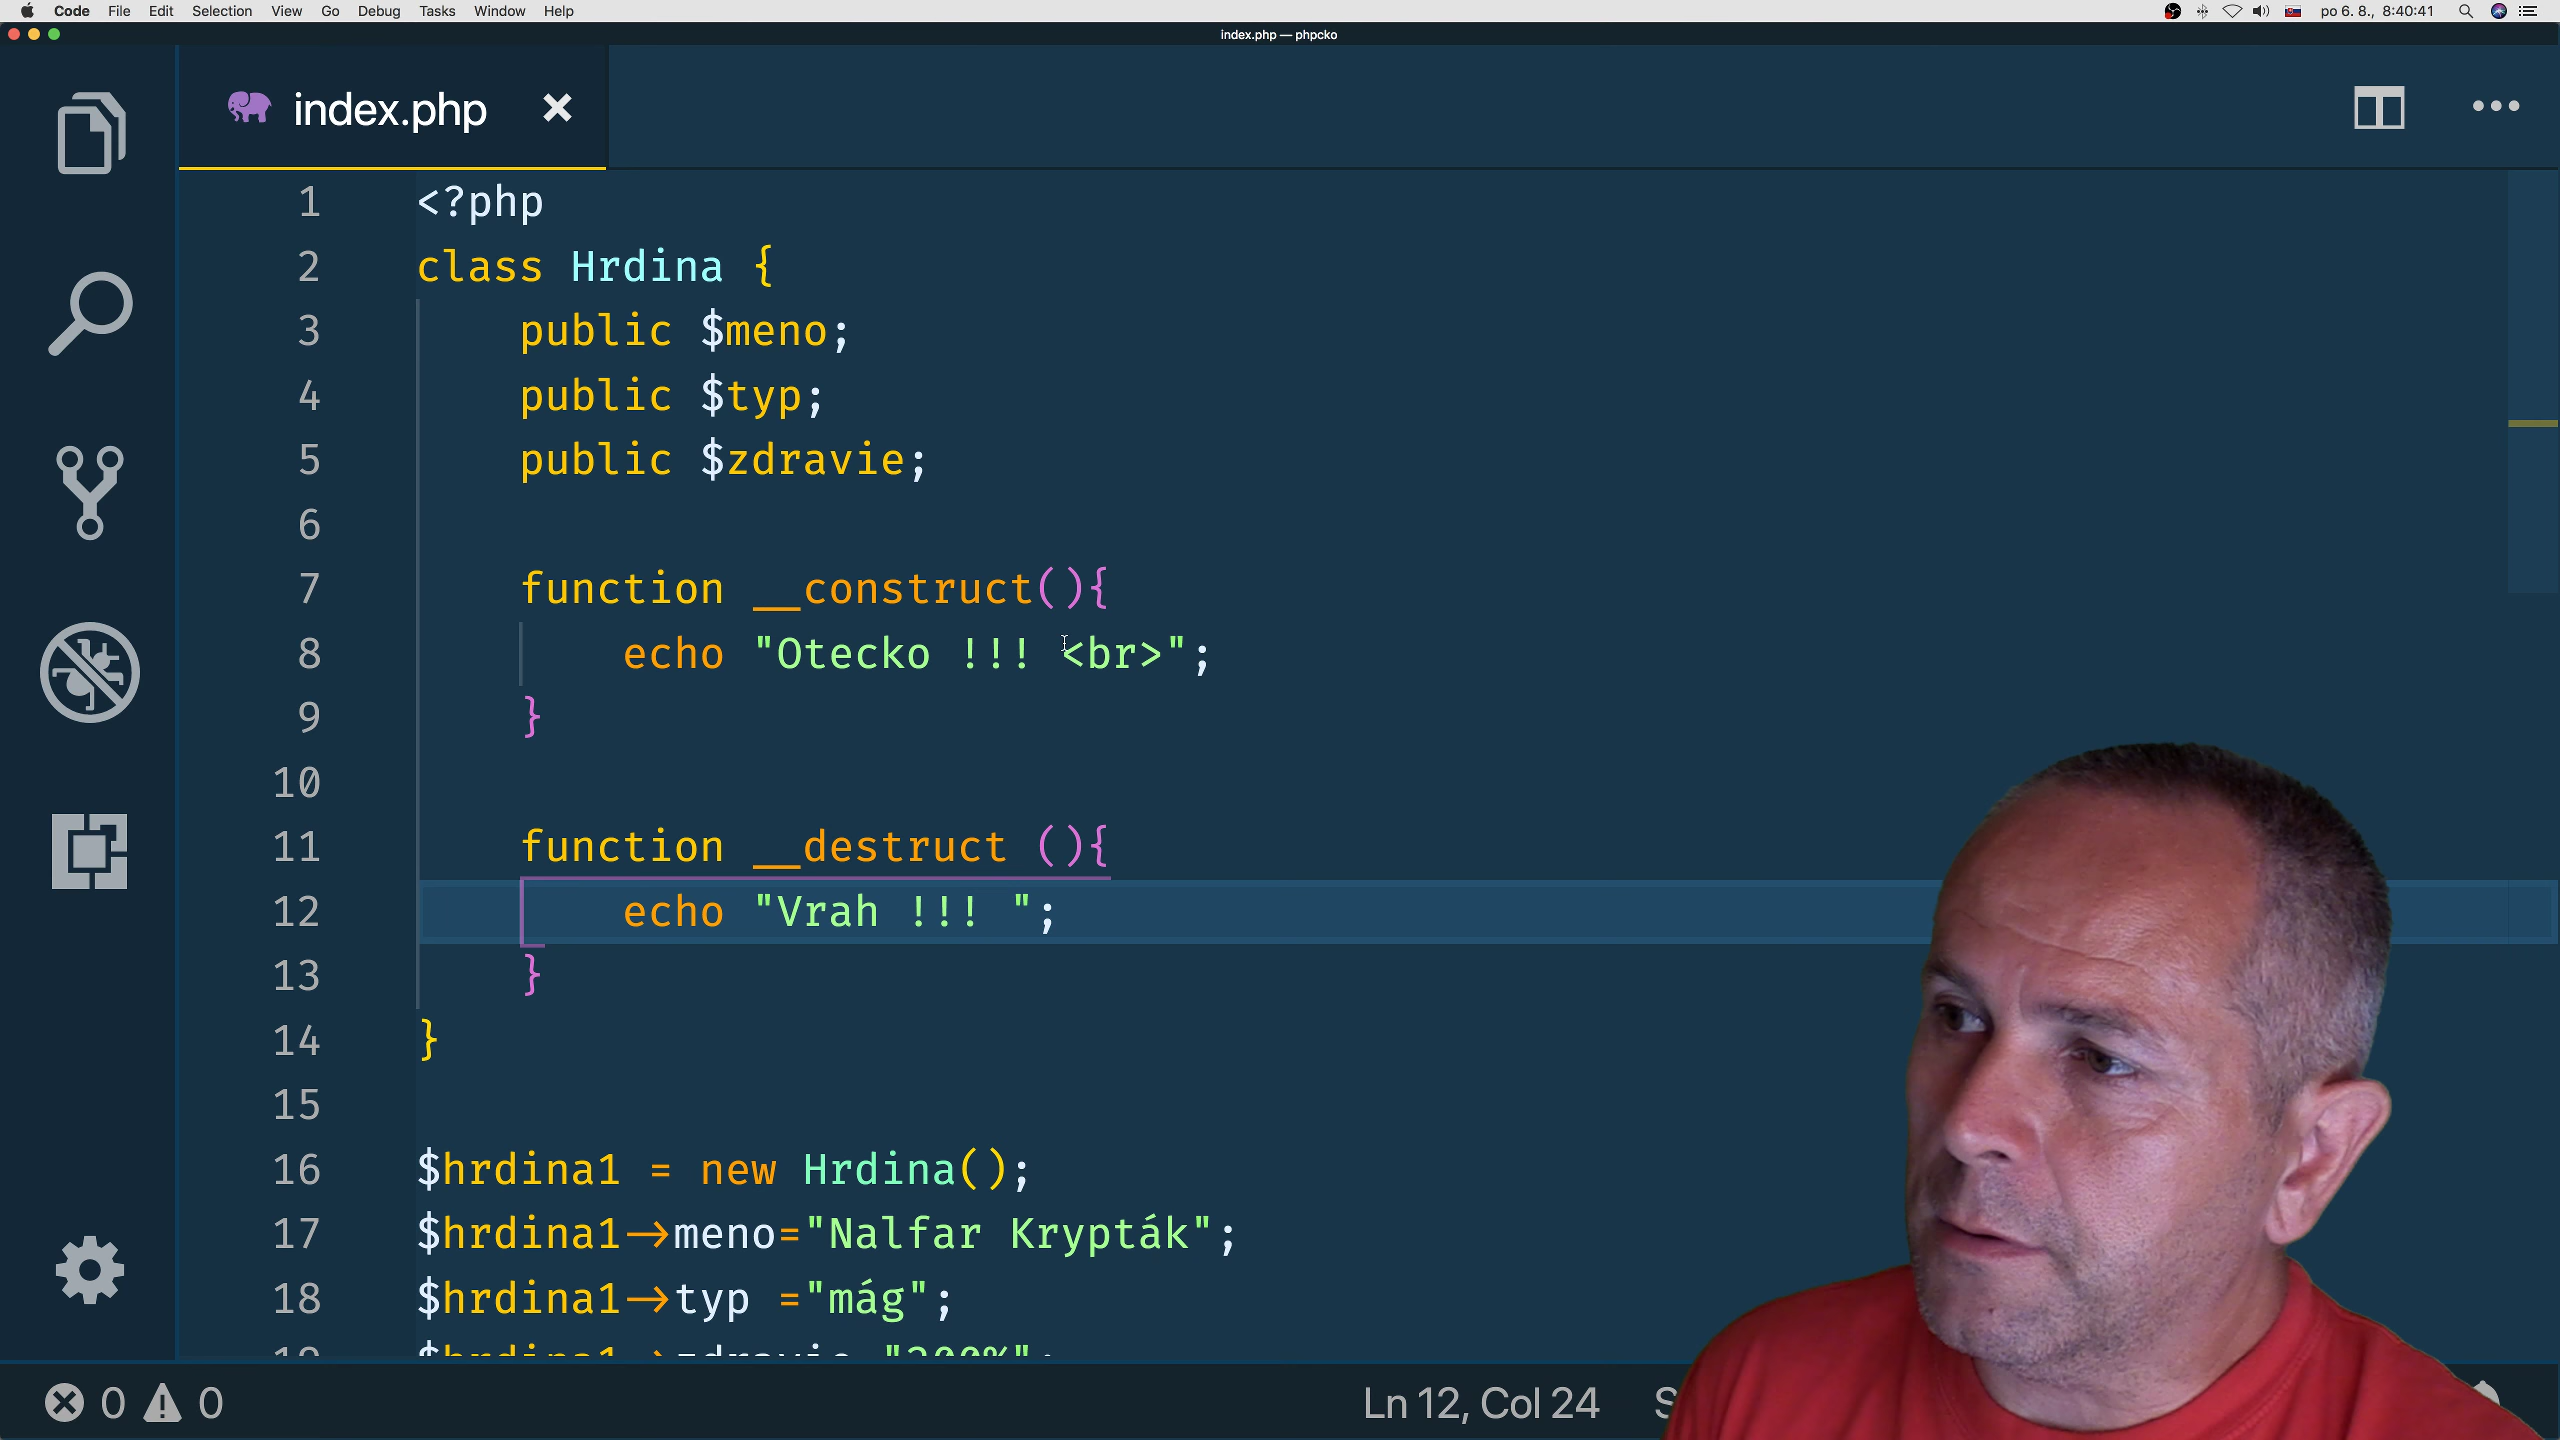 Code File Edit Selection View Go Debug Tasks Window Help po 6. 8., 8:40:41
index.php — phpcko
index.php
1 <?php
2 class Hrdina {
3 public $meno;
4 public $typ;
5 public $zdravie;
6
7 function __construct(){
8 echo "Otecko !!! <br>";
9 }
10
11 function __destruct (){
12 echo "Vrah !!! ";
13 }
14 }
15
16 $hrdina1 = new Hrdina();
17 $hrdina1->meno="Nalfar Krypták";
18 $hrdina1->typ ="mág";
0 0 Ln 12, Col 24